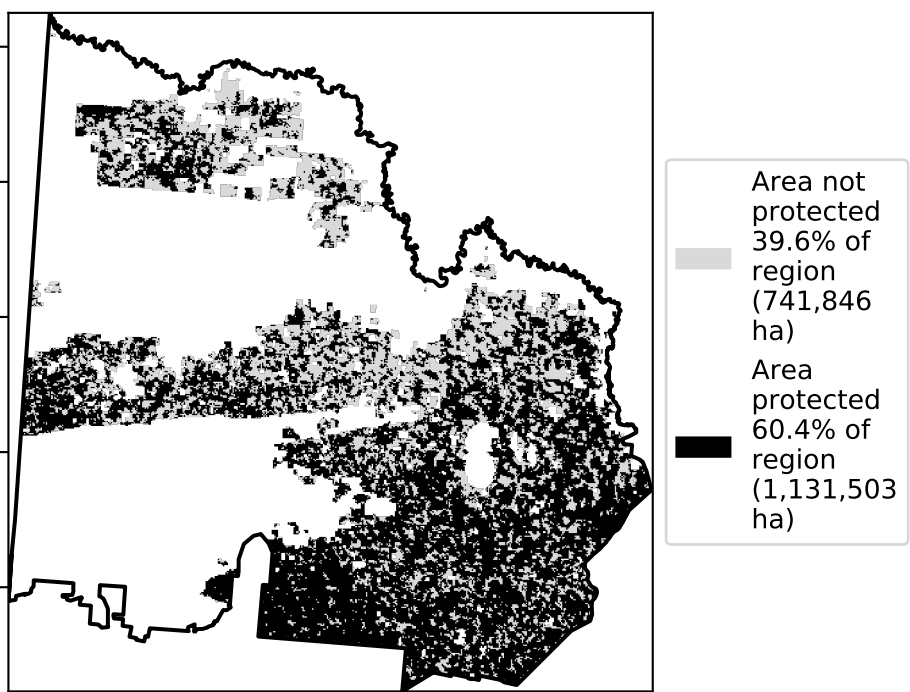 Area not
protected
39.6% of
region
(741,846
ha)
Area
protected
60.4% of
region
(1,131,503
ha)